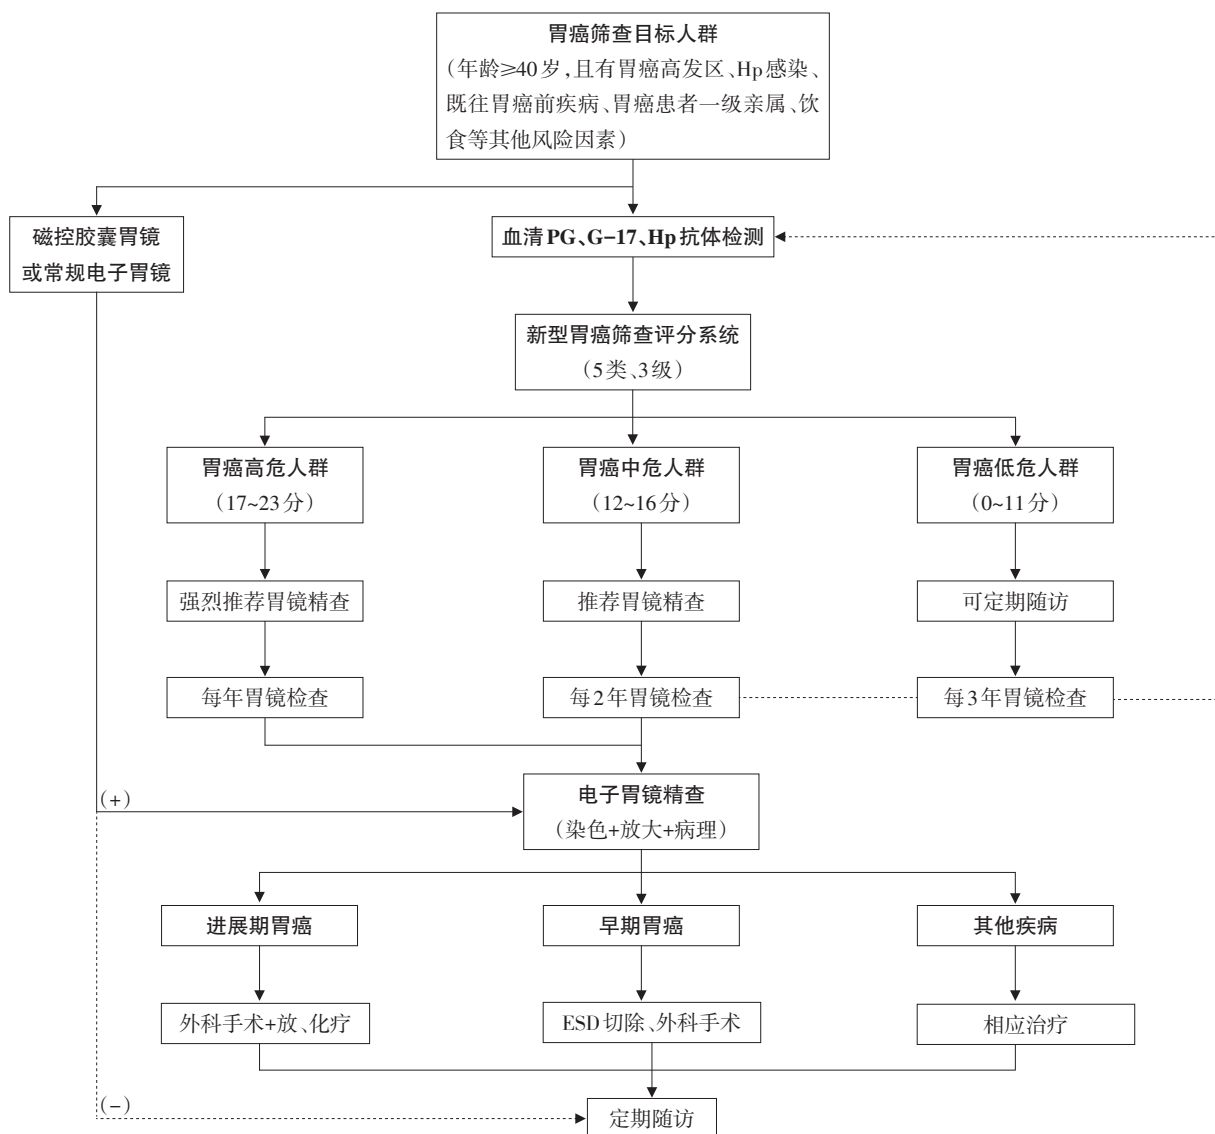 胃癌筛查目标人群
(年龄≥40岁,且有胃癌高发区、Hp感染、
既往胃癌前疾病、胃癌患者一级亲属、饮
食等其他风险因素)
磁控胶囊胃镜
或常规电子胃镜
血清PG、G-17、Hp抗体检测
新型胃癌筛查评分系统
(5类、3级)
胃癌高危人群
(17~23分)
胃癌中危人群
(12~16分)
胃癌低危人群
(0~11分)
强烈推荐胃镜精查
推荐胃镜精查
可定期随访
每年胃镜检查
每2年胃镜检查
每3年胃镜检查
(+)
电子胃镜精查
(染色+放大+病理)
进展期胃癌
早期胃癌
其他疾病
外科手术+放、化疗
ESD切除、外科手术
相应治疗
(-)
定期随访